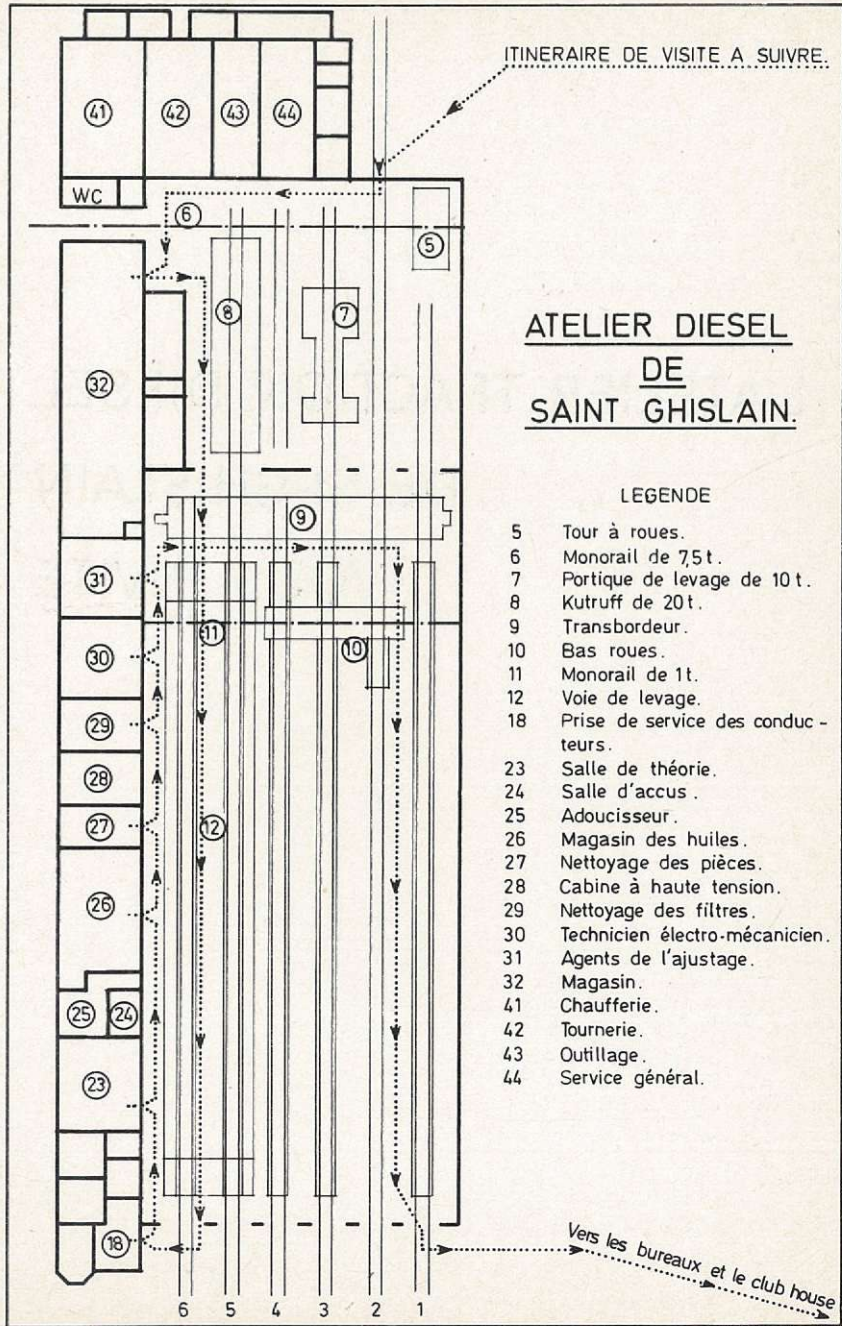 ITINERAIRE DE VISITE A SUIVRE.
41
42
43
44
WC
6
5
8
7
ATELIER DIESEL
DE
SAINT GHISLAIN.
32
LEGENDE
5 Tour à roues.
6 Monorail de 7,5 t.
7 Portique de levage de 10 t.
8 Kutruff de 20 t.
9 Transbordeur.
10 Bas roues.
11 Monorail de 1 t.
12 Voie de levage.
18 Prise de service des conduc-
teurs.
23 Salle de théorie.
24 Salle d'accus.
25 Adoucisseur.
26 Magasin des huiles.
27 Nettoyage des pièces.
28 Cabine à haute tension.
29 Nettoyage des filtres.
30 Technicien électro-mécanicien.
31 Agents de l'ajustage.
32 Magasin.
41 Chaufferie.
42 Tournerie.
43 Outillage.
44 Service général.
9
31
11
30
10
29
28
27
12
26
25
24
23
18
Vers les bureaux et le club house
6 5 4 3 2 1